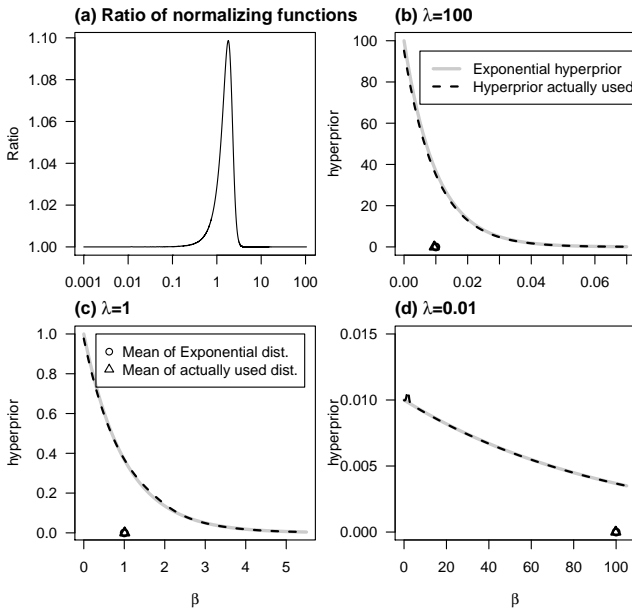 (a) Ratio of normalizing functions
Ratio
1.10
1.08
1.06
1.04
1.02
1.00
0.001 0.01 0.1 1 10 100
(b) λ=100
hyperprior
100
80
60
40
20
0
Exponential hyperprior
Hyperprior actually used
0.00 0.02 0.04 0.06
(c) λ=1
hyperprior
1.0
0.8
0.6
0.4
0.2
0.0
Mean of Exponential dist.
Mean of actually used dist.
0 1 2 3 4 5
β
(d) λ=0.01
hyperprior
0.015
0.010
0.005
0.000
0 20 40 60 80 100
β